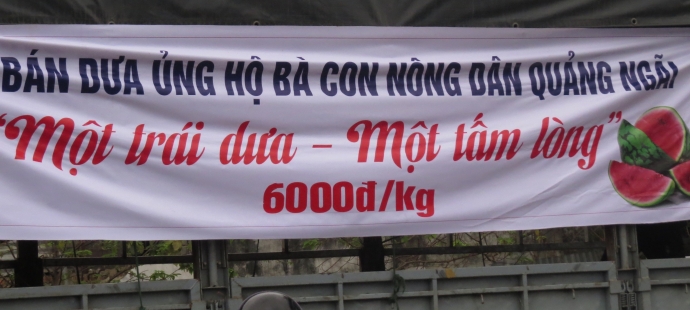 BÁN DƯA ỦNG HỘ BÀ CON NÔNG DÂN QUẢNG NGÃI
"Một trái dưa - Một tấm lòng"
6000đ/kg